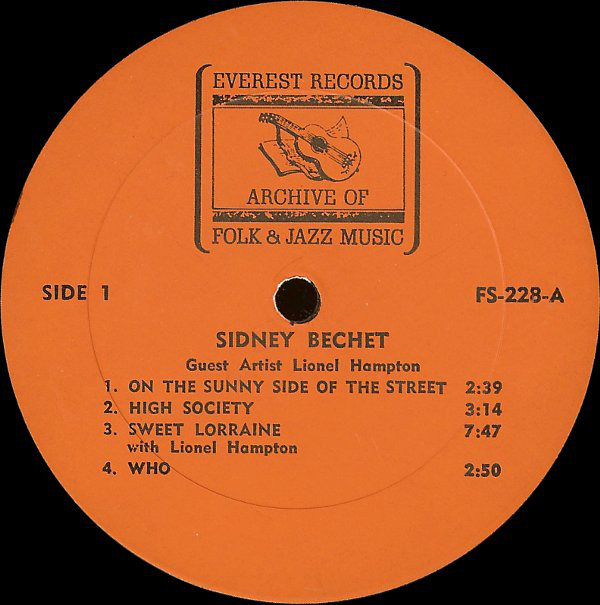 EVEREST RECORDS
ARCHIVE OF
FOLK & JAZZ MUSIC
SIDE 1
FS-228-A
SIDNEY BECHET
Guest Artist Lionel Hampton
1. ON THE SUNNY SIDE OF THE STREET 2:39
2. HIGH SOCIETY 3:14
3. SWEET LORRAINE 7:47
with Lionel Hampton
4. WHO 2:50